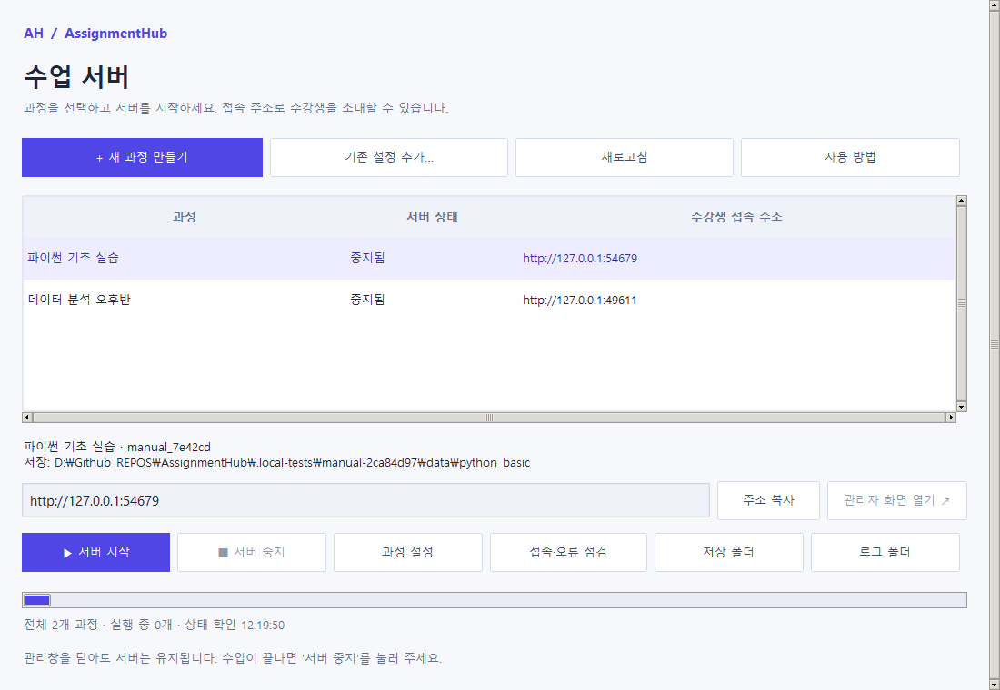 AH / AssignmentHub
수업 서버
과정을 선택하고 서버를 시작하세요. 접속 주소로 수강생을 초대할 수 있습니다.
+ 새 과정 만들기
기존 설정 추가...
새로고침
사용 방법
과정 서버 상태 수강생 접속 주소
파이썬 기초 실습 중지됨 http://127.0.0.1:54679
데이터 분석 오후반 중지됨 http://127.0.0.1:49611
파이썬 기초 실습 · manual_7e42cd
저장: D:₩Github_REPOS₩AssignmentHub₩.local-tests₩manual-2ca84d97₩data₩python_basic
http://127.0.0.1:54679
주소 복사
관리자 화면 열기 ↗
▶ 서버 시작
■ 서버 중지
과정 설정
접속·오류 점검
저장 폴더
로그 폴더
전체 2개 과정 · 실행 중 0개 · 상태 확인 12:19:50
관리창을 닫아도 서버는 유지됩니다. 수업이 끝나면 '서버 중지'를 눌러 주세요.